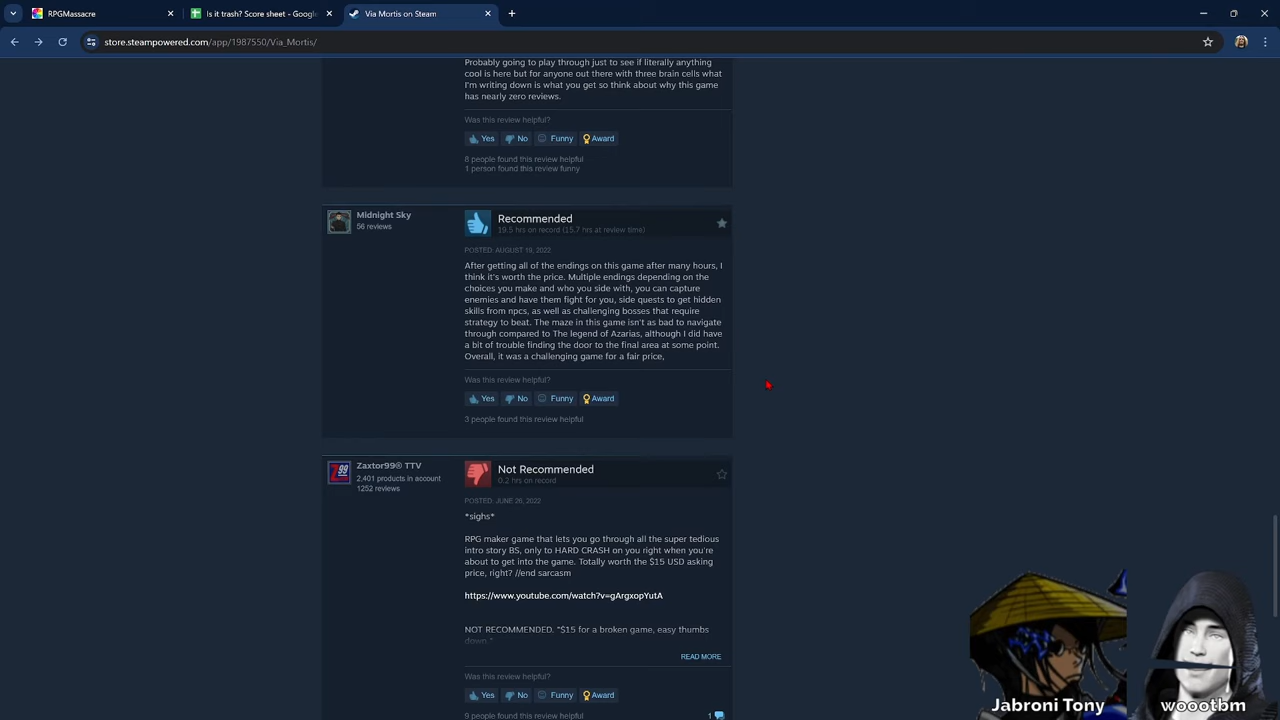 RPGMassacre
Is it trash? Score sheet - Google
Via Mortis on Steam
store.steampowered.com/app/1987550/Via_Mortis/
Probably going to play through just to see if literally anything
cool is here but for anyone out there with three brain cells what
I'm writing down is what you get so think about why this game
has nearly zero reviews.
Was this review helpful?
Yes No Funny Award
8 people found this review helpful
1 person found this review funny
Midnight Sky
56 reviews
Recommended
19.5 hrs on record (15.7 hrs at review time)
POSTED: AUGUST 19, 2022
After getting all of the endings on this game after many hours, I
think it's worth the price. Multiple endings depending on the
choices you make and who you side with, you can capture
enemies and have them fight for you, side quests to get hidden
skills from npcs, as well as challenging bosses that require
strategy to beat. The maze in this game isn't as bad to navigate
through compared to The legend of Azarias, although I did have
a bit of trouble finding the door to the final area at some point.
Overall, it was a challenging game for a fair price,
Was this review helpful?
Yes No Funny Award
3 people found this review helpful
Zaxtor99® TTV
2,401 products in account
1252 reviews
Not Recommended
0.2 hrs on record
POSTED: JUNE 26, 2022
*sighs*
RPG maker game that lets you go through all the super tedious
intro story BS, only to HARD CRASH on you right when you're
about to get into the game. Totally worth the $15 USD asking
price, right? //end sarcasm
https://www.youtube.com/watch?v=gArgxopYutA
NOT RECOMMENDED. "$15 for a broken game, easy thumbs
down."
READ MORE
Was this review helpful?
Yes No Funny Award
9 people found this review helpful
1
Jabroni Tony
woootbm